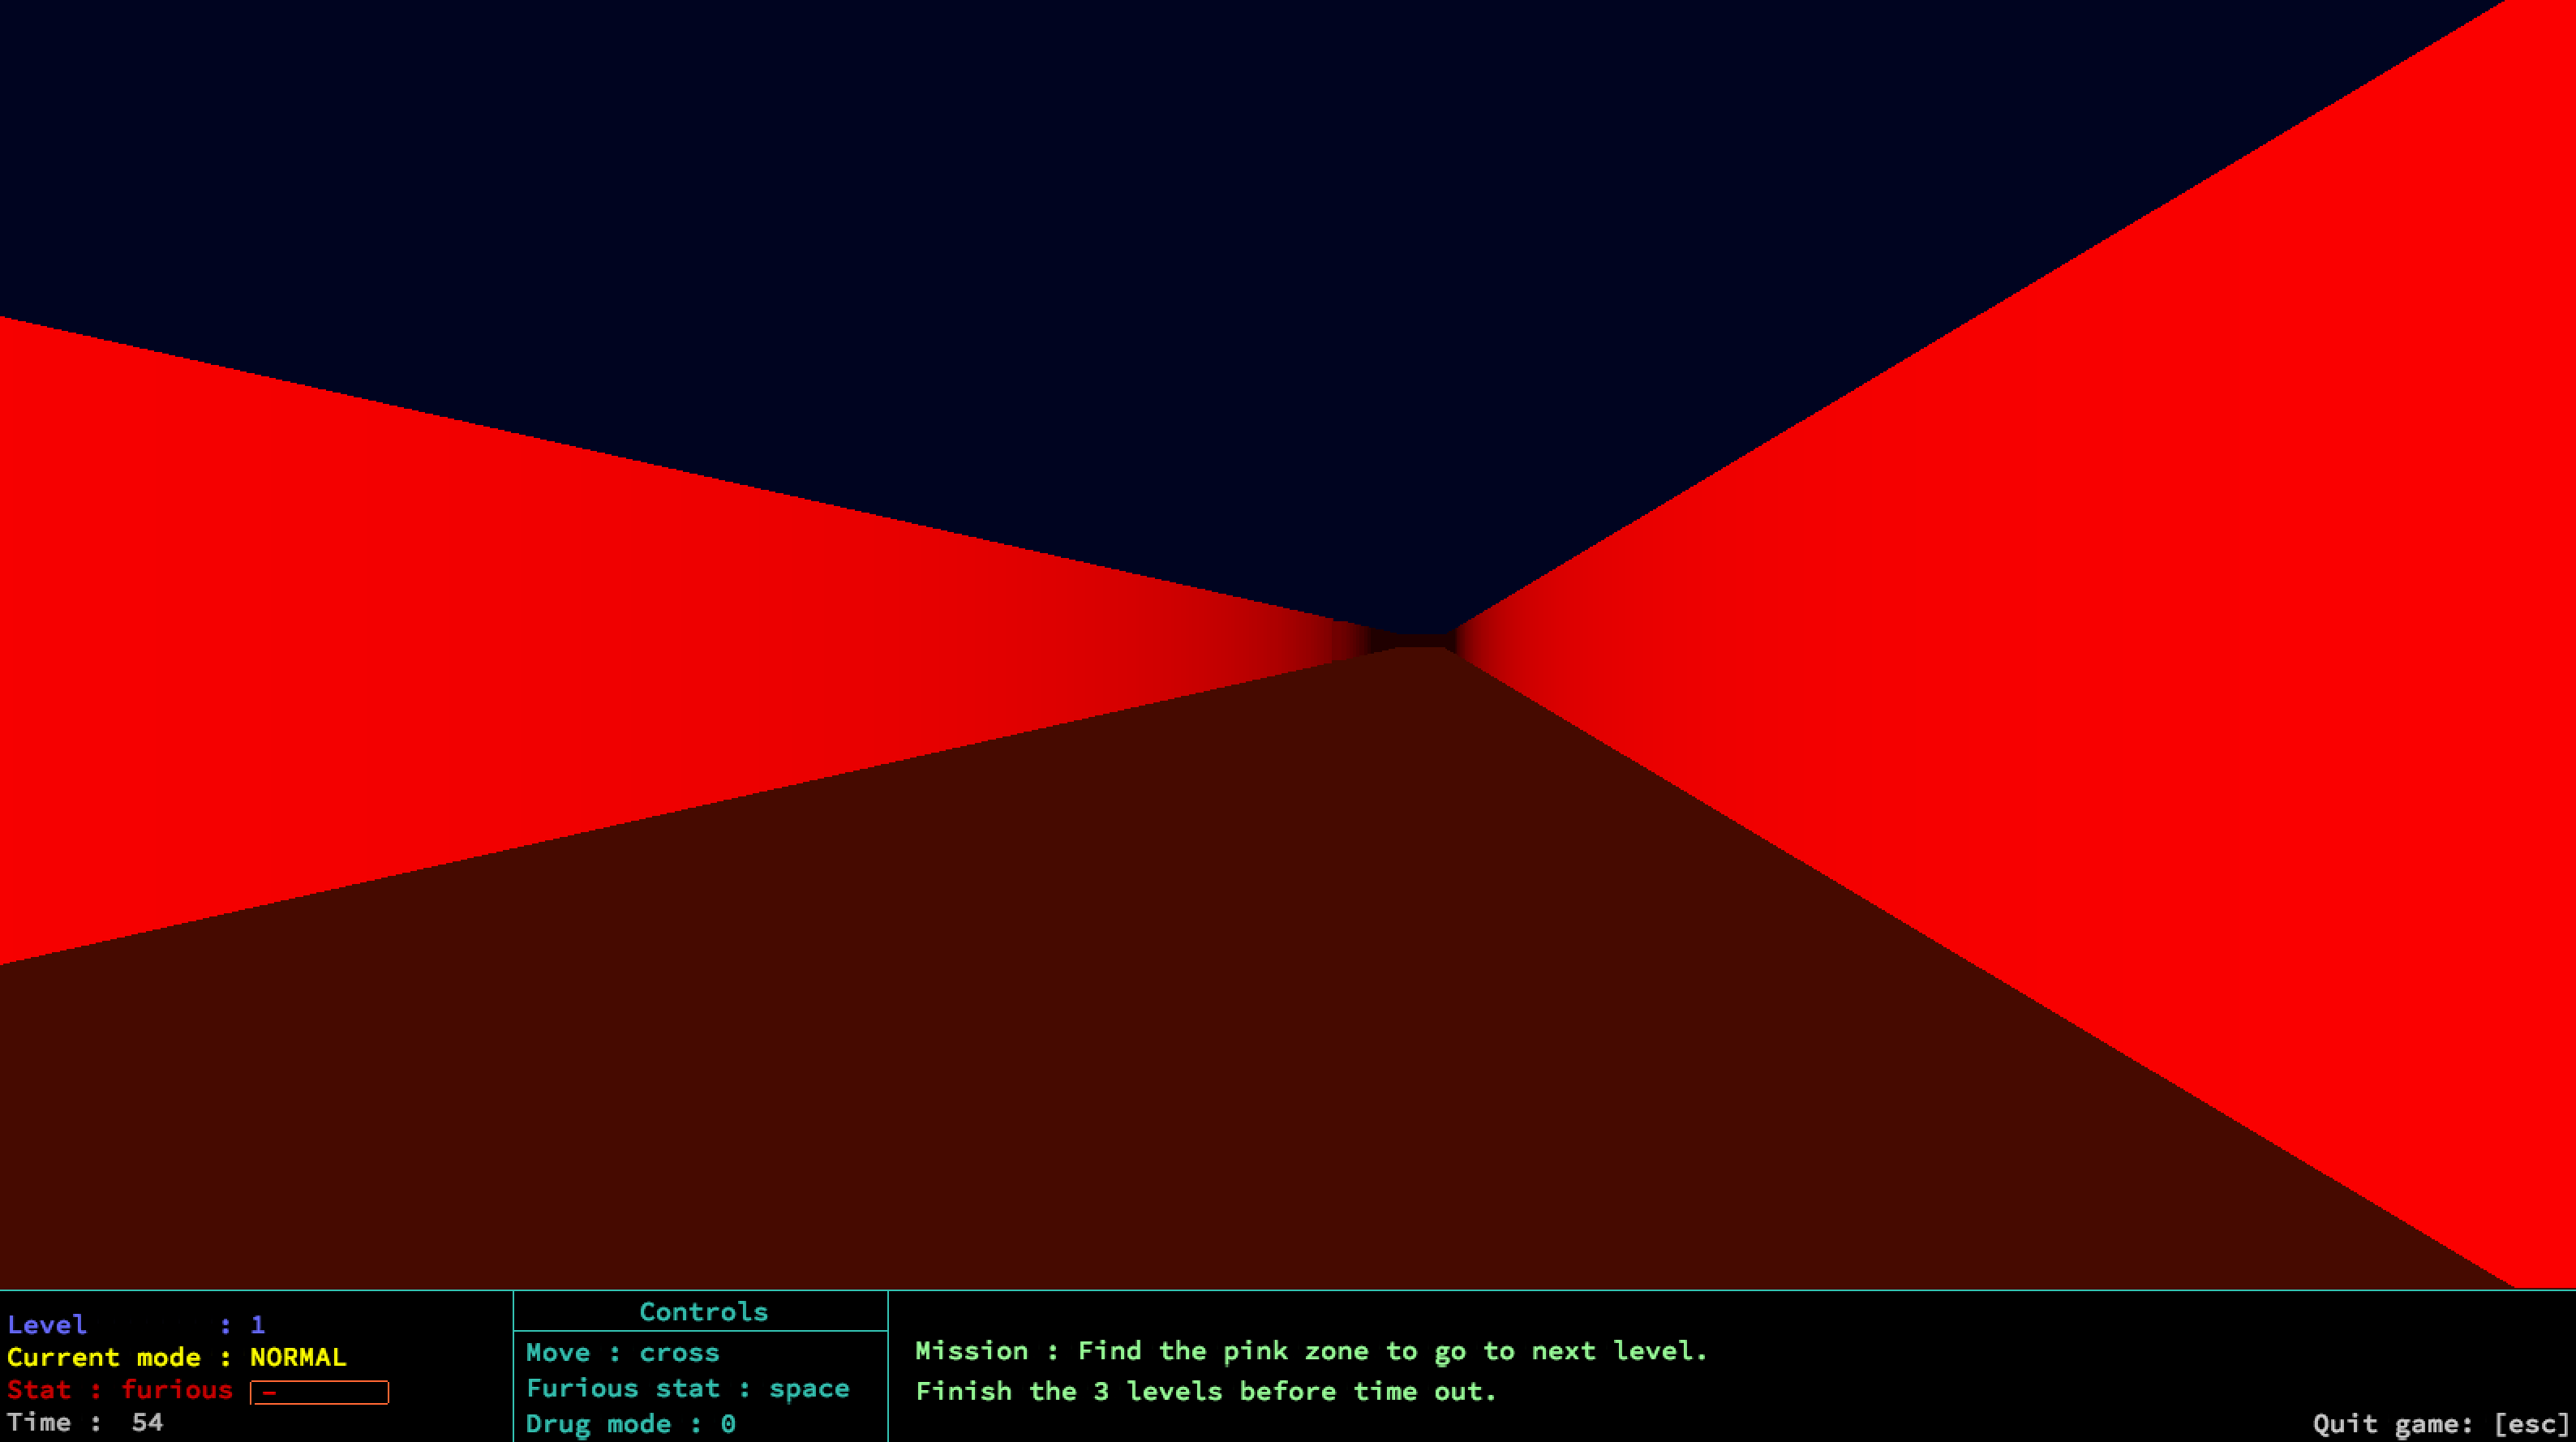 Level : 1
Current mode : NORMAL
Stat : furious -
Time : 54
Controls
Move : cross
Furious stat : space
Drug mode : 0
Mission : Find the pink zone to go to next level.
Finish the 3 levels before time out.
Quit game: [esc]